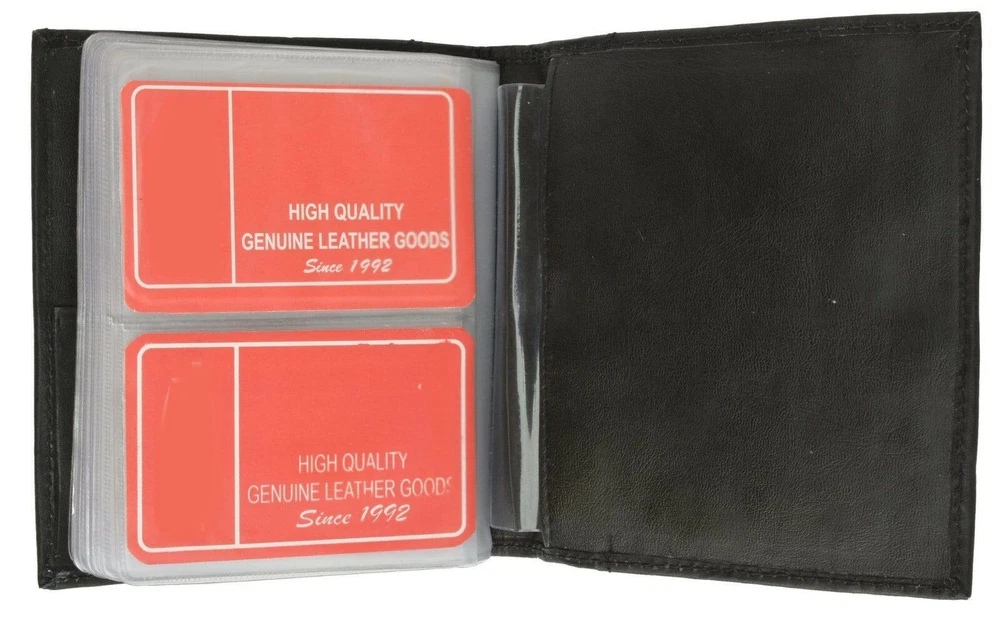 HIGH QUALITY
GENUINE LEATHER GOODS
Since 1992
HIGH QUALITY
GENUINE LEATHER GOODS
Since 1992